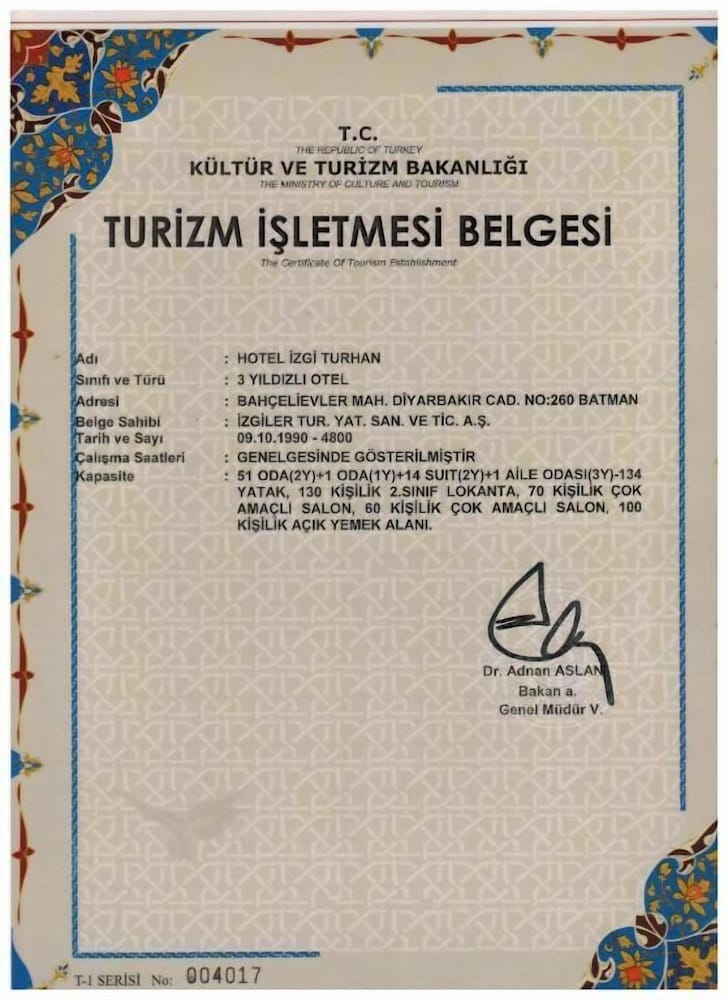 T.C.
THE REPUBLIC OF TURKEY
KÜLTÜR VE TURİZM BAKANLIĞI
THE MINISTRY OF CULTURE AND TOURISM
TURİZM İŞLETMESİ BELGESİ
The Certificate Of Tourism Establishment
Adı : HOTEL İZGİ TURHAN
Sınıfı ve Türü : 3 YILDIZLI OTEL
Adresi : BAHÇELİEVLER MAH. DİYARBAKIR CAD. NO:260 BATMAN
Belge Sahibi : İZGİLER TUR. YAT. SAN. VE TİC. A.Ş.
Tarih ve Sayı 09.10.1990 - 4800
Çalışma Saatleri : GENELGESİNDE GÖSTERİLMİŞTİR
Kapasite : 51 ODA(2Y)+1 ODA(1Y)+14 SUIT(2Y)+1 AİLE ODASI(3Y)-134
YATAK, 130 KİŞİLİK 2.SINIF LOKANTA, 70 KİŞİLİK ÇOK
AMAÇLI SALON, 60 KİŞİLİK ÇOK AMAÇLI SALON, 100
KİŞİLİK AÇIK YEMEK ALANI.
Dr. Adnan ASLAN
Bakan a.
Genel Müdür V.
T-1 SERİSİ No: 004017